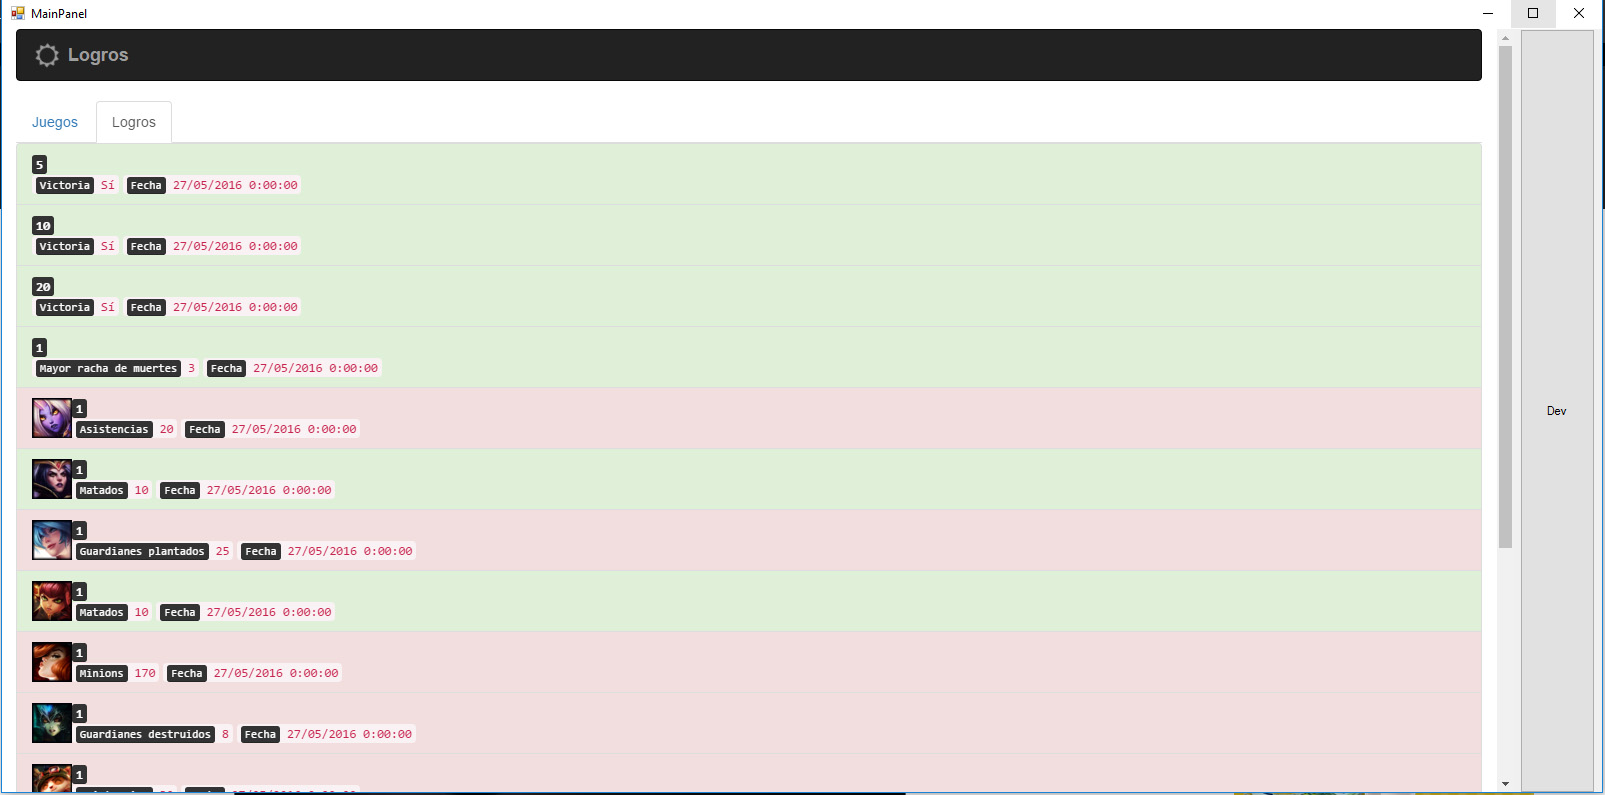 MainPanel
Logros
Juegos Logros
5
Victoria Sí Fecha 27/05/2016 0:00:00
10
Victoria Sí Fecha 27/05/2016 0:00:00
20
Victoria Sí Fecha 27/05/2016 0:00:00
1
Mayor racha de muertes 3 Fecha 27/05/2016 0:00:00
1
Asistencias 20 Fecha 27/05/2016 0:00:00
1
Matados 10 Fecha 27/05/2016 0:00:00
1
Guardianes plantados 25 Fecha 27/05/2016 0:00:00
1
Matados 10 Fecha 27/05/2016 0:00:00
1
Minions 170 Fecha 27/05/2016 0:00:00
1
Guardianes destruidos 8 Fecha 27/05/2016 0:00:00
1
Dev